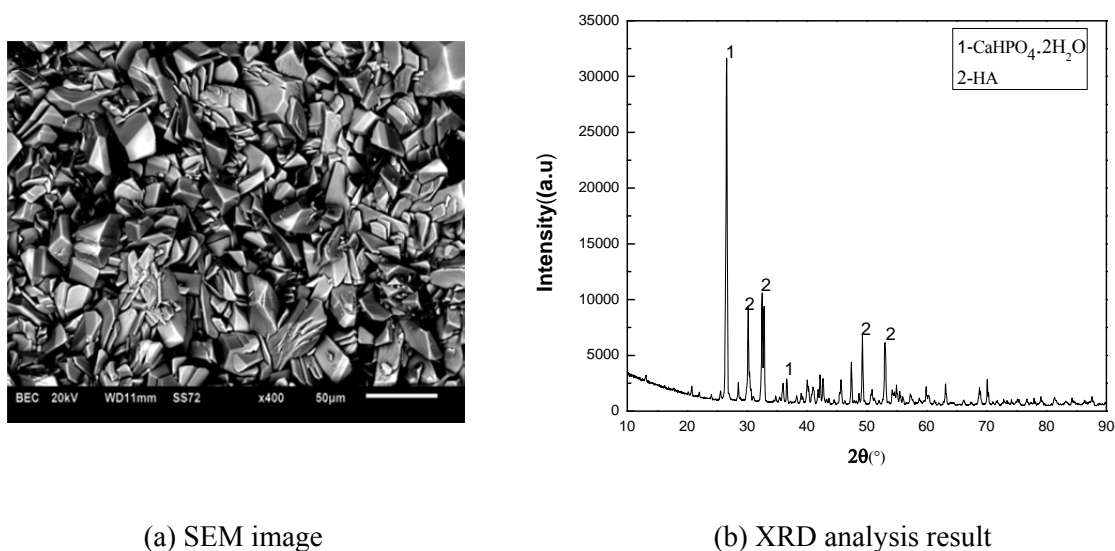 BEC 20kV WD11mm SS72 x400 50μm
(a) SEM image
35000
30000
25000
20000
15000
10000
5000
0
Intensity((a.u)
1-CaHPO4.2H2O
2-HA
1
2
2
1
2
2
10 20 30 40 50 60 70 80 90
2θ(°)
(b) XRD analysis result